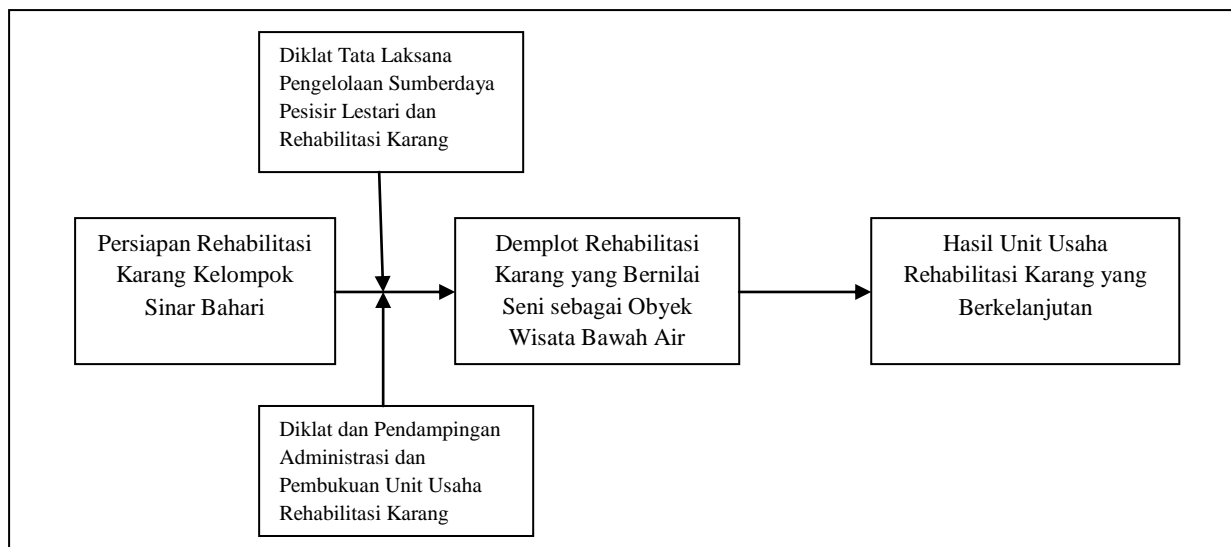 Diklat Tata Laksana
Pengelolaan Sumberdaya
Pesisir Lestari dan
Rehabilitasi Karang
Persiapan Rehabilitasi
Karang Kelompok
Sinar Bahari
Demplot Rehabilitasi
Karang yang Bernilai
Seni sebagai Obyek
Wisata Bawah Air
Hasil Unit Usaha
Rehabilitasi Karang yang
Berkelanjutan
Diklat dan Pendampingan
Administrasi dan
Pembukuan Unit Usaha
Rehabilitasi Karang